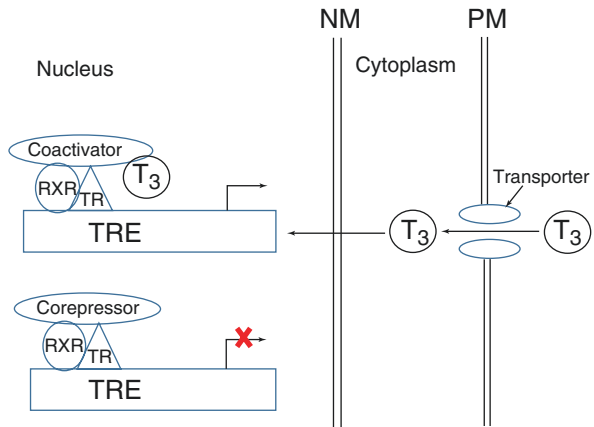 NM
PM
Nucleus
Cytoplasm
Coactivator
T3
RXR
TR
TRE
Transporter
T3
T3
Corepressor
RXR
TR
TRE